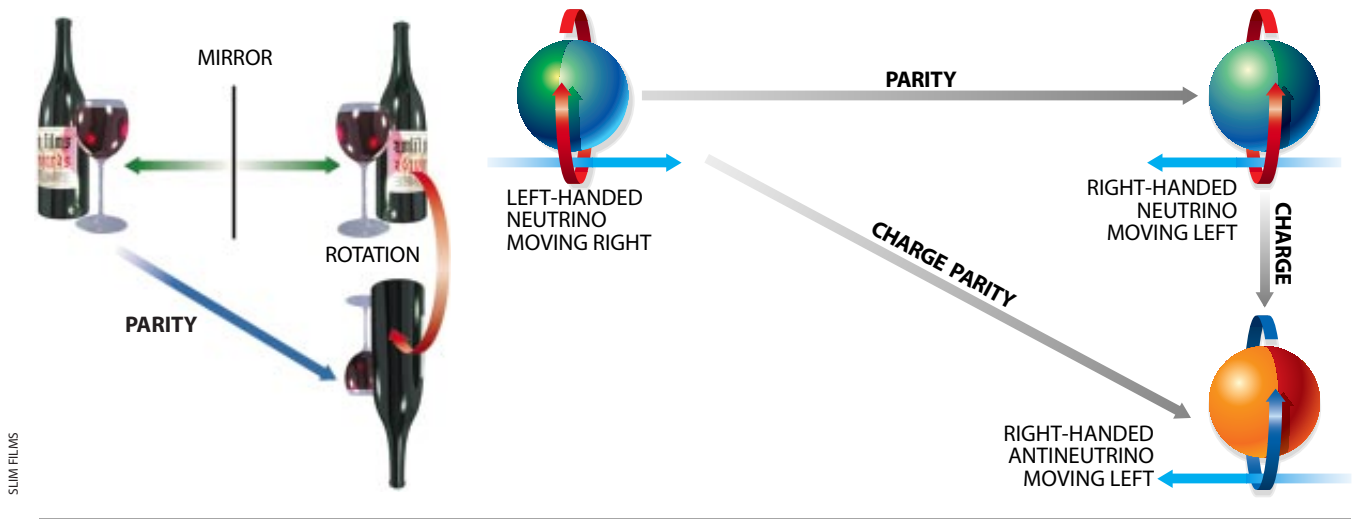 MIRROR
ROTATION
PARITY
SLIM FILMS
PARITY
LEFT-HANDED
NEUTRINO
MOVING RIGHT
RIGHT-HANDED
NEUTRINO
MOVING LEFT
CHARGE PARITY
CHARGE
RIGHT-HANDED
ANTINEUTRINO
MOVING LEFT